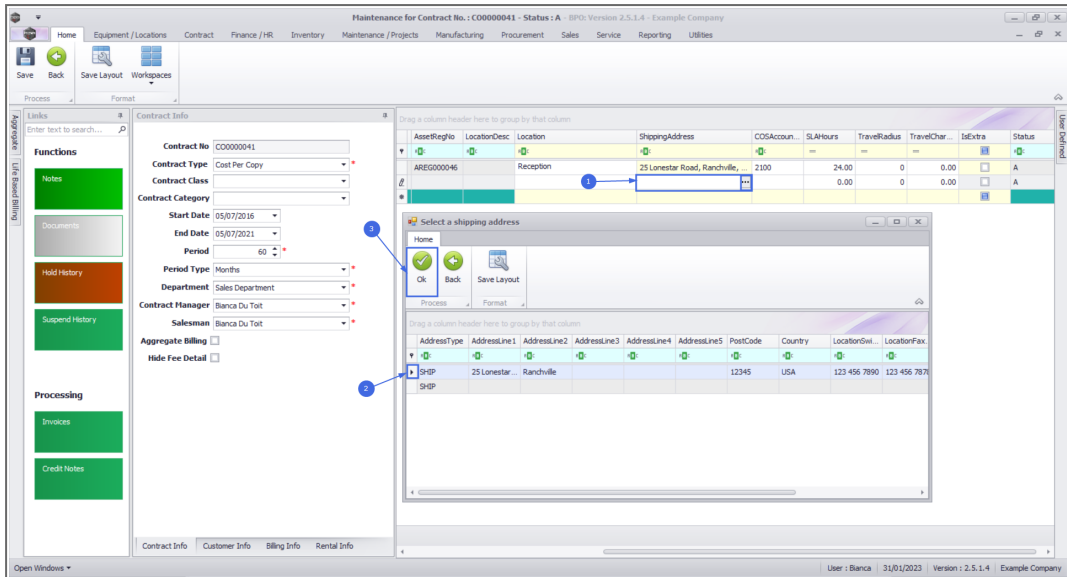 Maintenance for Contract No. : CO0000041 - Status : A - BPO: Version 2.5.1.4 - Example Company
Home Equipment / Locations Contract Finance / HR Inventory Maintenance / Projects Manufacturing Procurement Sales Service Reporting Utilities
Save Back Save Layout Workspaces
Process Format
Aggregate
Life Based Billing
Links
Enter text to search...
Functions
Notes
Documents
Hold History
Suspend History
Processing
Invoices
Credit Notes
Contract Info
Contract No CO0000041
Contract Type Cost Per Copy *
Contract Class
Contract Category
Start Date 05/07/2016
End Date 05/07/2021
Period 60 *
Period Type Months *
Department Sales Department *
Contract Manager Bianca Du Toit *
Salesman Bianca Du Toit *
Aggregate Billing
Hide Fee Detail
Contract Info Customer Info Billing Info Rental Info
Drag a column header here to group by that column
AssetRegNo LocationDesc Location ShippingAddress COSAccoun... SLAHours TravelRadius TravelChar... IsExtra Status
AREG000046 Reception 25 Lonestar Road, Ranchville, ... 2100 24.00 0 0.00 A
1
0.00 0 0.00 A
User Defined
Select a shipping address
3
Home
Ok Back Save Layout
Process Format
Drag a column header here to group by that column
AddressType AddressLine1 AddressLine2 AddressLine3 AddressLine4 AddressLine5 PostCode Country LocationSwi... LocationFax.
2
SHIP 25 Lonestar... Ranchville 12345 USA 123 456 7890 123 456 787
SHIP
Open Windows
User : Bianca 31/01/2023 Version : 2.5.1.4 Example Company